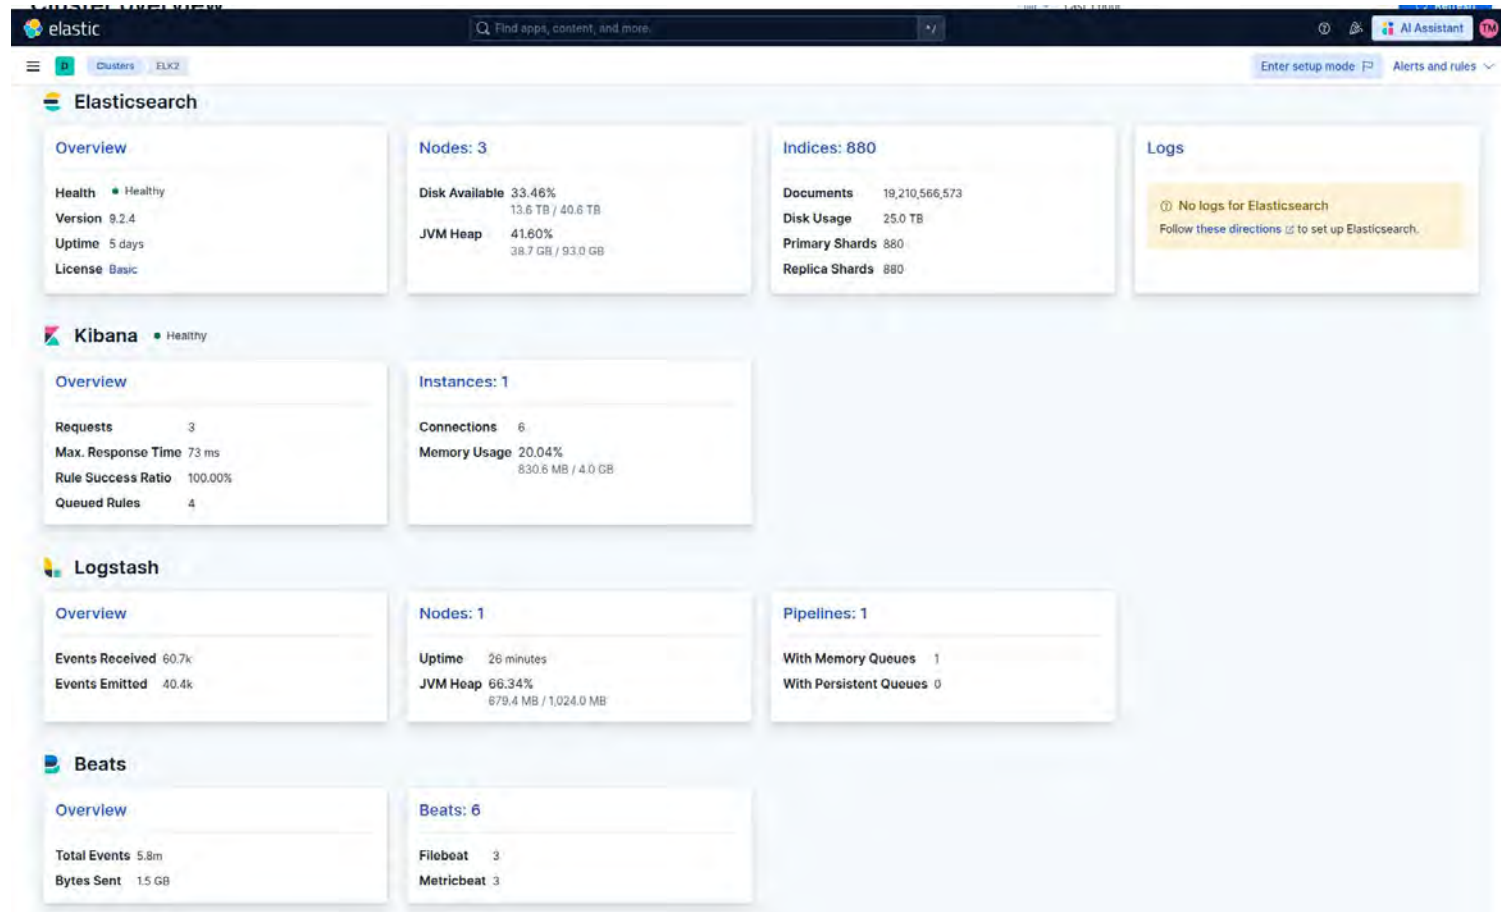 Cluster overview
Last 1 hour
Refresh
elastic
Find apps, content, and more.
AI Assistant
TM
D
Clusters
ELK2
Enter setup mode
Alerts and rules
Elasticsearch
Overview
Health
Healthy
Version 9.2.4
Uptime 5 days
License Basic
Nodes: 3
Disk Available 33.46%
13.6 TB / 40.6 TB
JVM Heap 41.60%
38.7 GB / 93.0 GB
Indices: 880
Documents 19,210,566,573
Disk Usage 25.0 TB
Primary Shards 880
Replica Shards 880
Logs
No logs for Elasticsearch
Follow these directions to set up Elasticsearch.
Kibana
Healthy
Overview
Requests 3
Max. Response Time 73 ms
Rule Success Ratio 100.00%
Queued Rules 4
Instances: 1
Connections 6
Memory Usage 20.04%
830.6 MB / 4.0 GB
Logstash
Overview
Events Received 60.7k
Events Emitted 40.4k
Nodes: 1
Uptime 26 minutes
JVM Heap 66.34%
679.4 MB / 1,024.0 MB
Pipelines: 1
With Memory Queues 1
With Persistent Queues 0
Beats
Overview
Total Events 5.8m
Bytes Sent 1.5 GB
Beats: 6
Filebeat 3
Metricbeat 3